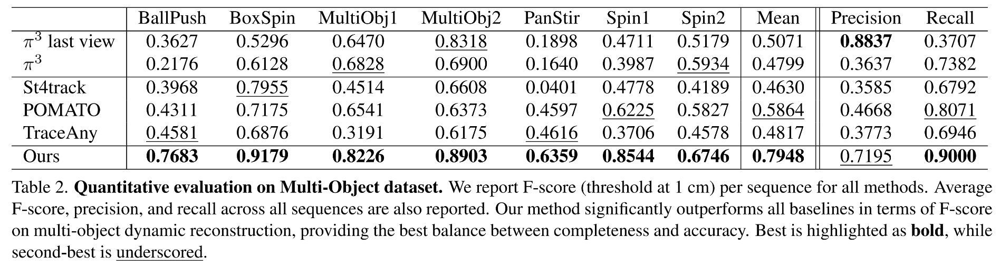 BallPush BoxSpin MultiObj1 MultiObj2 PanStir Spin1 Spin2 Mean Precision Recall
π³ last view 0.3627 0.5296 0.6470 0.8318 0.1898 0.4711 0.5179 0.5071 0.8837 0.3707
π³ 0.2176 0.6128 0.6828 0.6900 0.1640 0.3987 0.5934 0.4799 0.3637 0.7382
St4track 0.3968 0.7955 0.4514 0.6608 0.0401 0.4778 0.4189 0.4630 0.3585 0.6792
POMATO 0.4311 0.7175 0.6541 0.6373 0.4597 0.6225 0.5827 0.5864 0.4668 0.8071
TraceAny 0.4581 0.6876 0.3191 0.6175 0.4616 0.3706 0.4578 0.4817 0.3773 0.6946
Ours 0.7683 0.9179 0.8226 0.8903 0.6359 0.8544 0.6746 0.7948 0.7195 0.9000
Table 2. Quantitative evaluation on Multi-Object dataset. We report F-score (threshold at 1 cm) per sequence for all methods. Average
F-score, precision, and recall across all sequences are also reported. Our method significantly outperforms all baselines in terms of F-score
on multi-object dynamic reconstruction, providing the best balance between completeness and accuracy. Best is highlighted as bold, while
second-best is underscored.